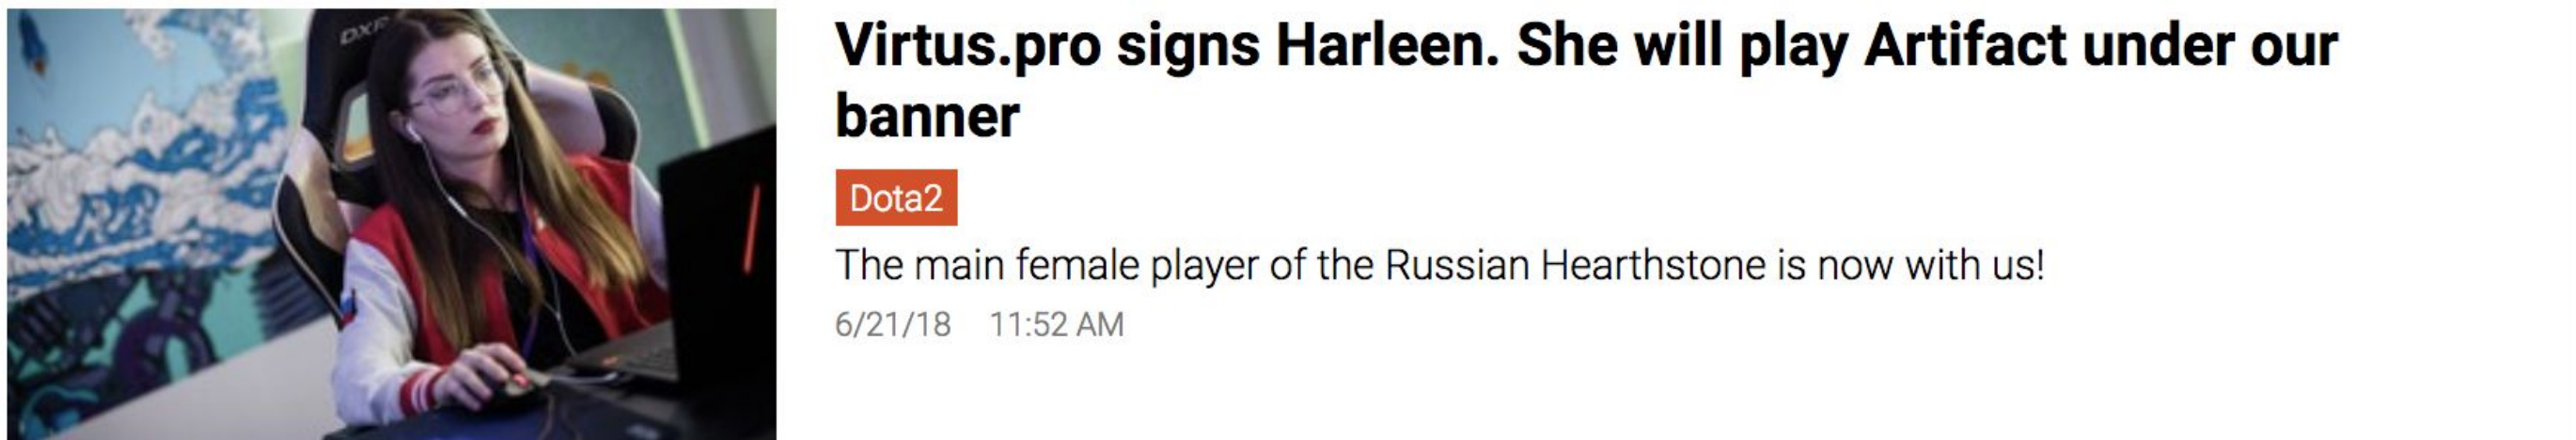 DXR
Virtus.pro signs Harleen. She will play Artifact under our
banner
Dota2
The main female player of the Russian Hearthstone is now with us!
6/21/18 11:52 AM